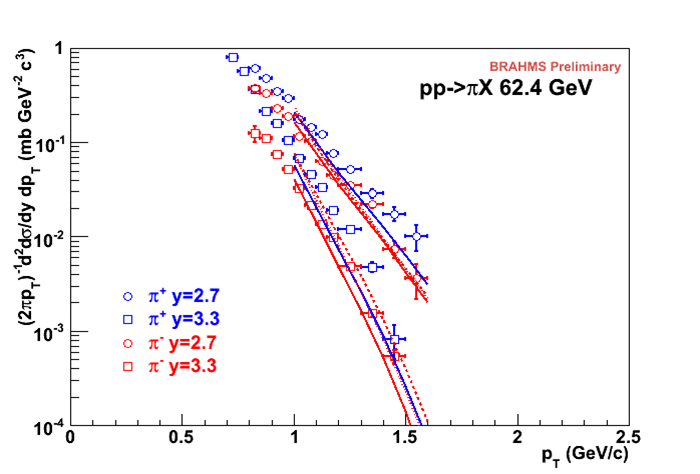 BRAHMS Preliminary
pp->πX 62.4 GeV
(2πp_T)^-1 d^2dσ/dy dp_T (mb GeV^-2 c^3)
1
10^-1
10^-2
10^-3
10^-4
π^+ y=2.7
π^+ y=3.3
π^- y=2.7
π^- y=3.3
0 0.5 1 1.5 2 2.5
p_T (GeV/c)